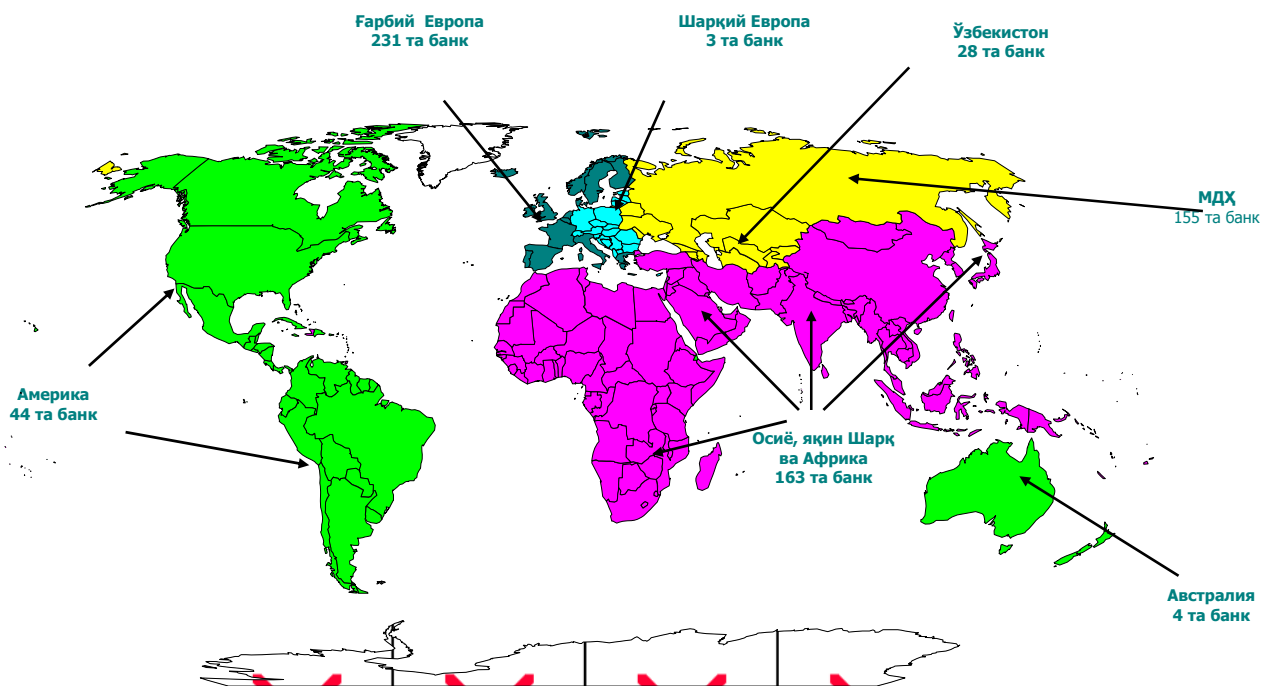 Ғарбий Европа
231 та банк
Шарқий Европа
3 та банк
Ўзбекистон
28 та банк
МДҲ
155 та банк
Америка
44 та банк
Осиё, яқин Шарқ
ва Африка
163 та банк
Австралия
4 та банк